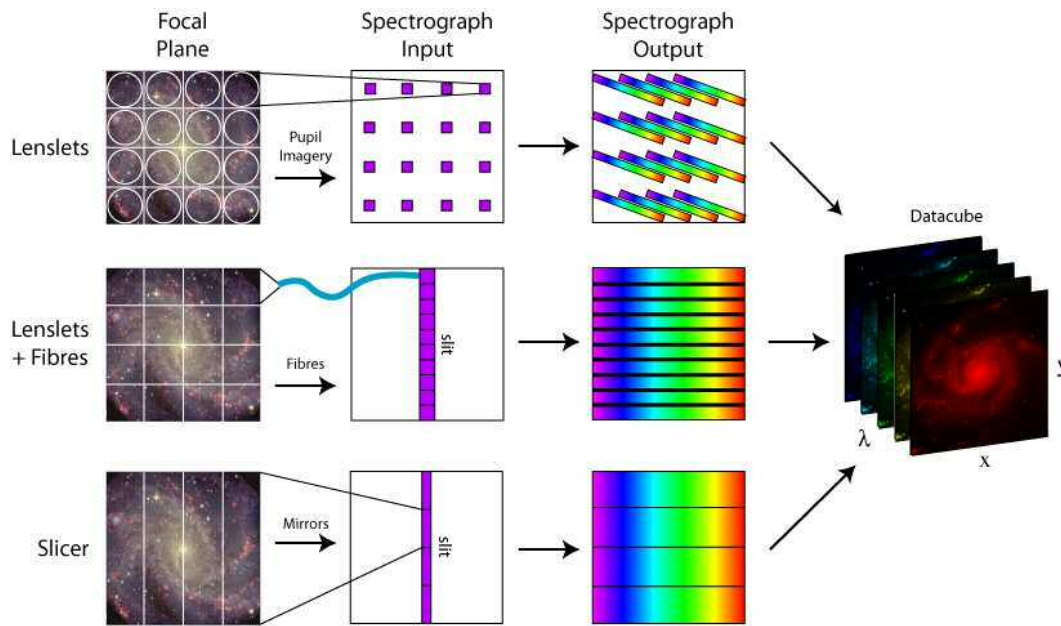 Focal
Plane
Spectrograph
Input
Spectrograph
Output
Lenslets
Pupil
Imagery
Datacube
Lenslets
+ Fibres
Fibres
slit
y
λ
x
Slicer
Mirrors
slit